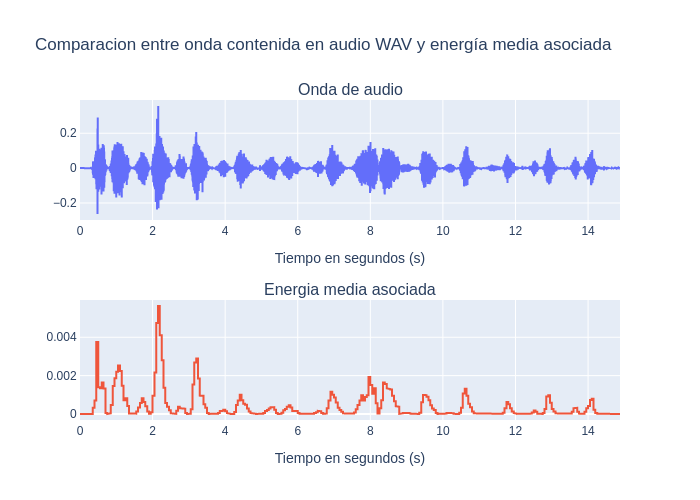 Comparacion entre onda contenida en audio WAV y energía media asociada
Onda de audio
0.2
0
−0.2
0 2 4 6 8 10 12 14
Tiempo en segundos (s)
Energia media asociada
0.004
0.002
0
0 2 4 6 8 10 12 14
Tiempo en segundos (s)